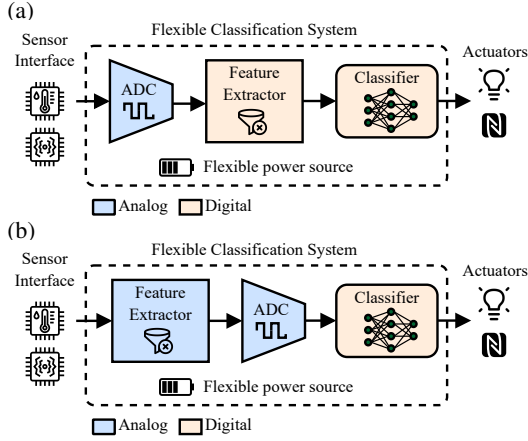 (a)
Flexible Classification System
Sensor
Interface
ADC
Feature
Extractor
Classifier
Actuators
Flexible power source
Analog
Digital
(b)
Flexible Classification System
Sensor
Interface
Feature
Extractor
ADC
Classifier
Actuators
Flexible power source
Analog
Digital